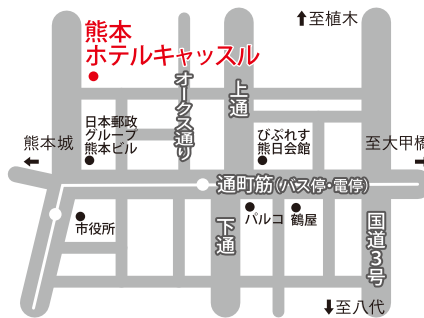 熊本
ホテルキャッスル
至植木
オークス通り
上通
日本郵政
グループ
熊本ビル
びぷれす
熊日会館
熊本城
至大甲橋
通町筋(バス停・電停)
市役所
パルコ
鶴屋
下通
国道3号
至八代